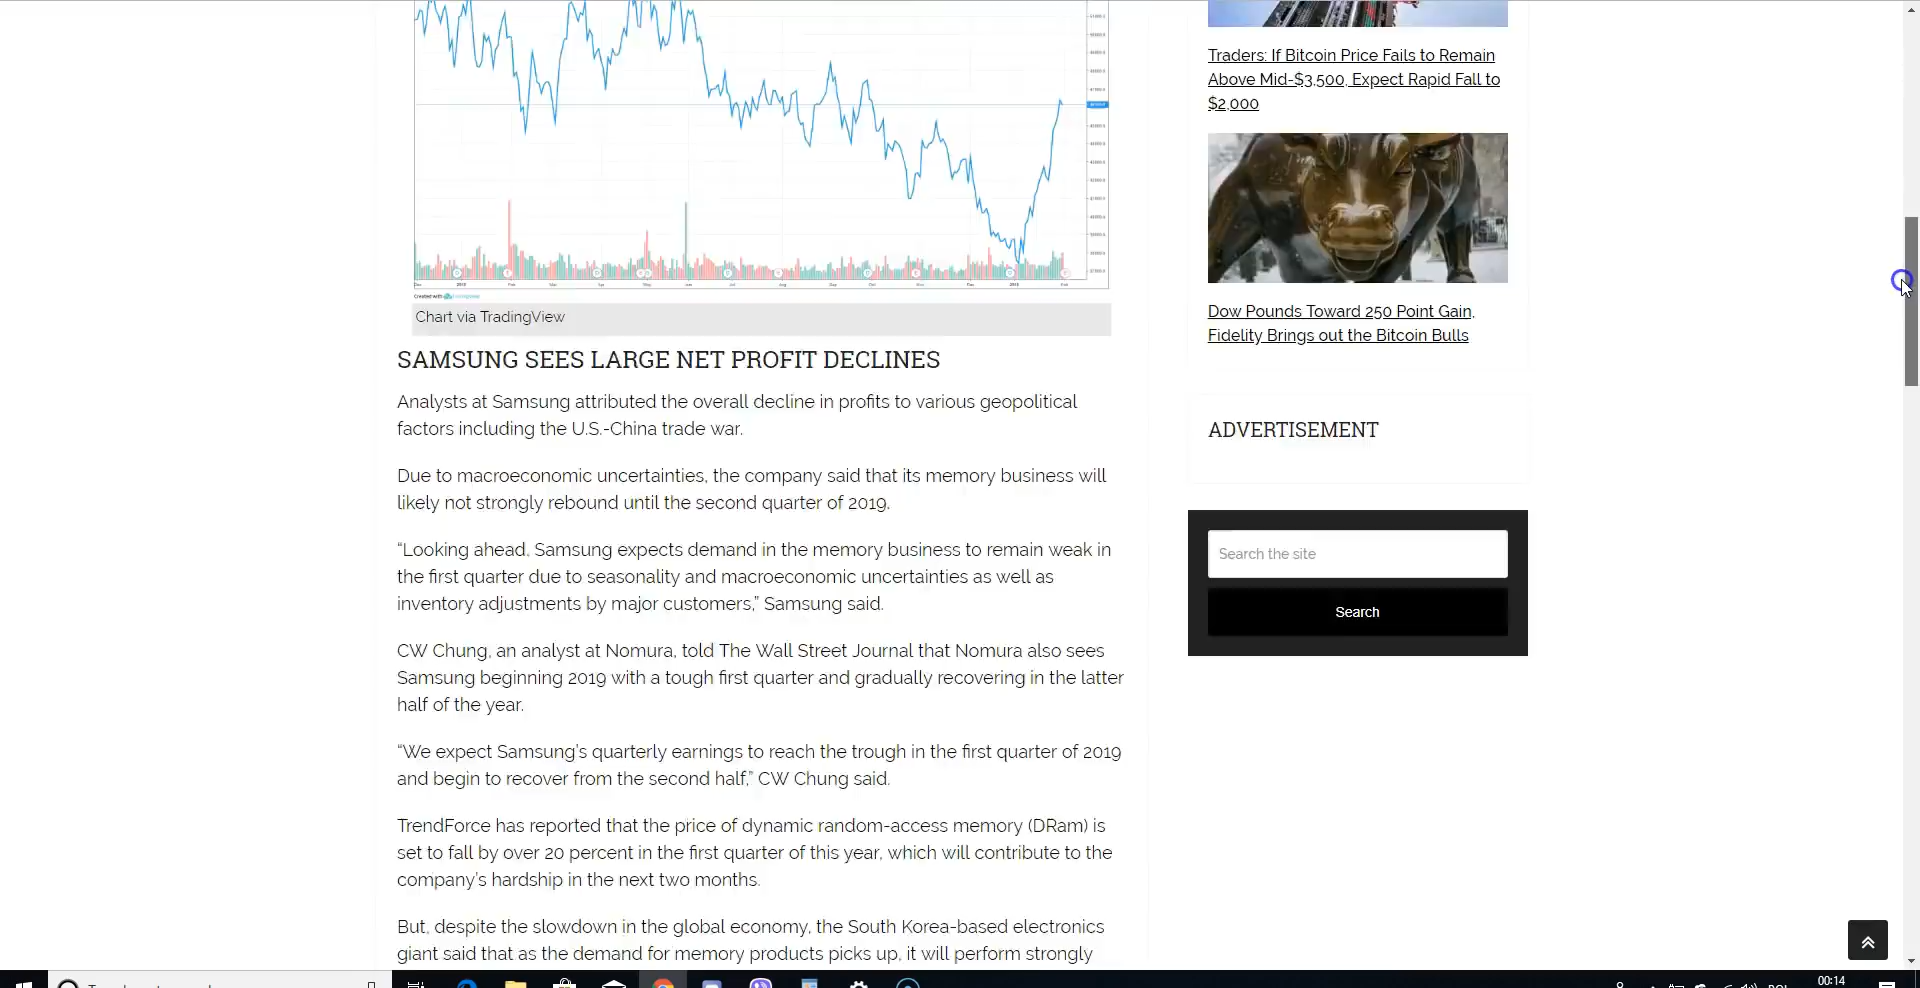 Created with
Chart via TradingView
SAMSUNG SEES LARGE NET PROFIT DECLINES
Analysts at Samsung attributed the overall decline in profits to various geopolitical
factors including the U.S.-China trade war.
Due to macroeconomic uncertainties, the company said that its memory business will
likely not strongly rebound until the second quarter of 2019.
“Looking ahead, Samsung expects demand in the memory business to remain weak in
the first quarter due to seasonality and macroeconomic uncertainties as well as
inventory adjustments by major customers,” Samsung said.
CW Chung, an analyst at Nomura, told The Wall Street Journal that Nomura also sees
Samsung beginning 2019 with a tough first quarter and gradually recovering in the latter
half of the year.
“We expect Samsung’s quarterly earnings to reach the trough in the first quarter of 2019
and begin to recover from the second half,” CW Chung said.
TrendForce has reported that the price of dynamic random-access memory (DRam) is
set to fall by over 20 percent in the first quarter of this year, which will contribute to the
company’s hardship in the next two months.
But, despite the slowdown in the global economy, the South Korea-based electronics
giant said that as the demand for memory products picks up, it will perform strongly
Traders: If Bitcoin Price Fails to Remain
Above Mid-$3,500, Expect Rapid Fall to
$2,000
Dow Pounds Toward 250 Point Gain,
Fidelity Brings out the Bitcoin Bulls
ADVERTISEMENT
Search the site
Search
00:14